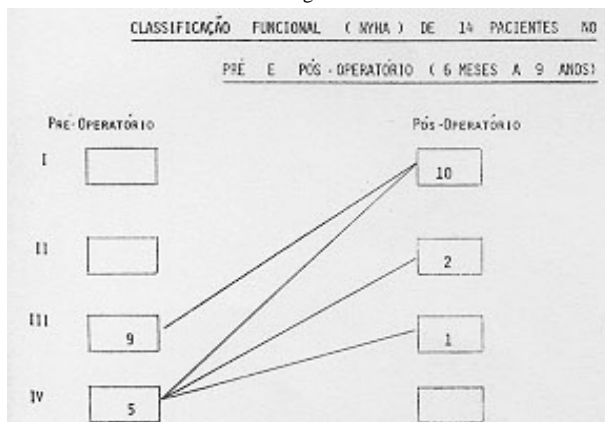 CLASSIFICAÇÃO FUNCIONAL ( NYHA ) DE 14 PACIENTES NO
PRÉ E PÓS - OPERATÓRIO ( 6 MESES A 9 ANOS)
PRÉ-OPERATÓRIO PÓS-OPERATÓRIO
I 10
II 2
III 9 1
IV 5